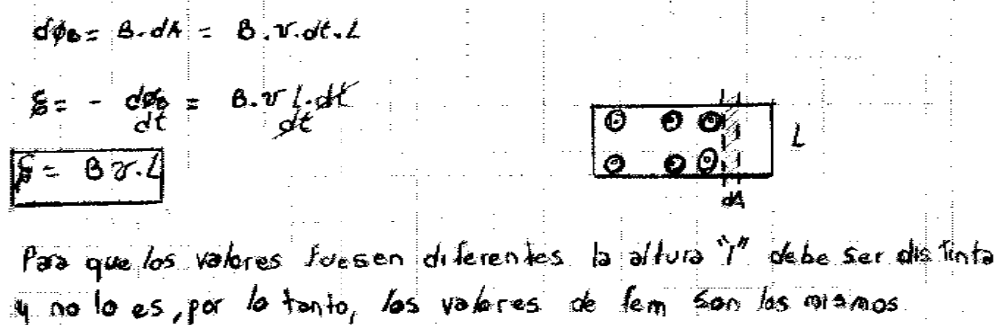 dϕB = B.dA = B.v.dt.L
ξ = - dϕB/dt = B.v L.dt/dt
ξ = B v.L
L
dA
Para que los valores fuesen diferentes la altura "l" debe ser distinta
y no lo es, por lo tanto, los valores de fem son los mismos.